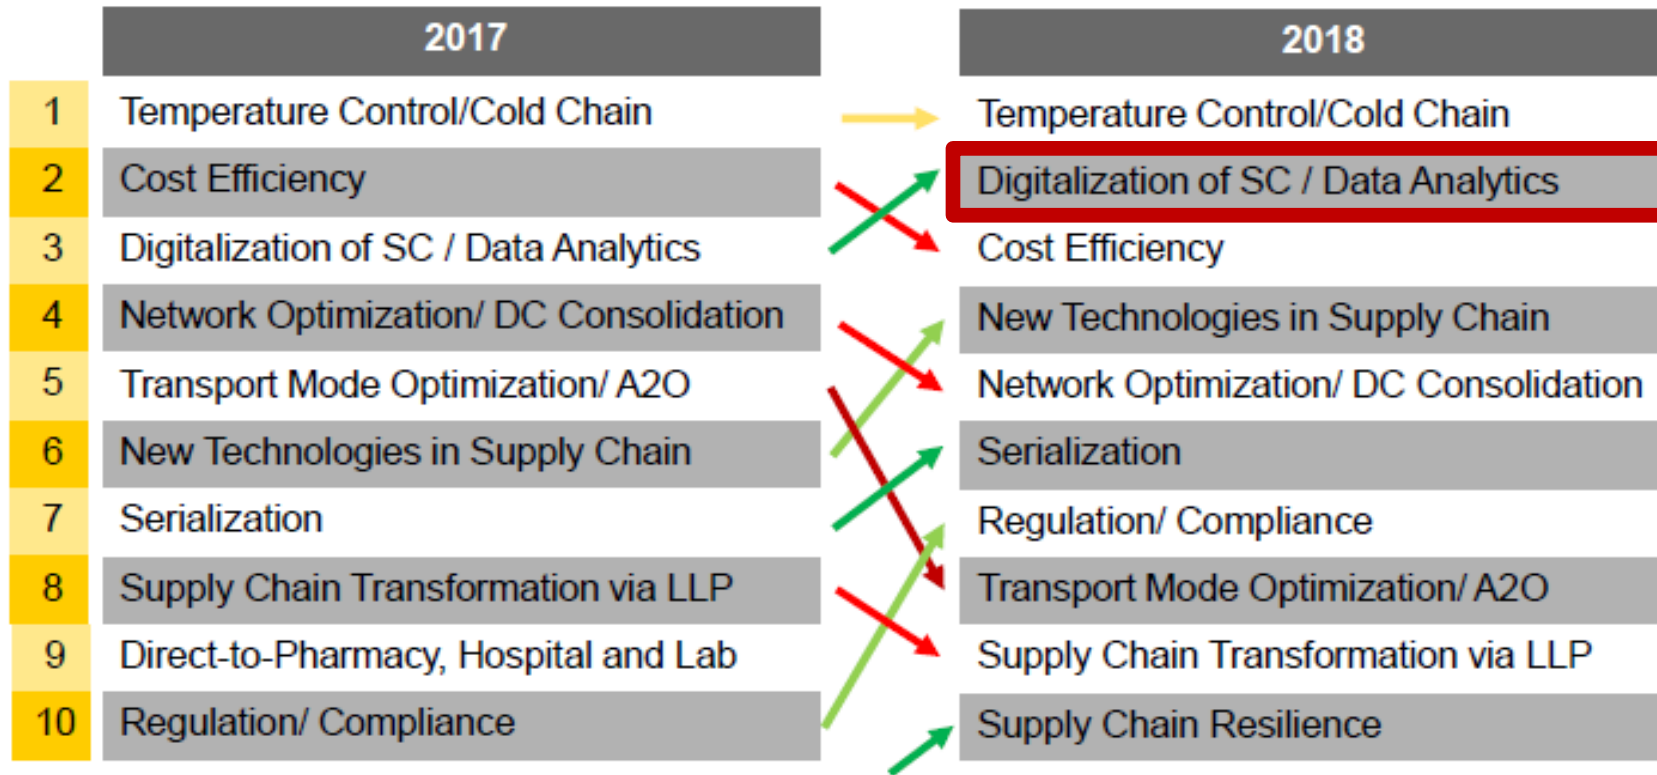 2017 2018
1 Temperature Control/Cold Chain Temperature Control/Cold Chain
2 Cost Efficiency Digitalization of SC / Data Analytics
3 Digitalization of SC / Data Analytics Cost Efficiency
4 Network Optimization/ DC Consolidation New Technologies in Supply Chain
5 Transport Mode Optimization/ A2O Network Optimization/ DC Consolidation
6 New Technologies in Supply Chain Serialization
7 Serialization Regulation/ Compliance
8 Supply Chain Transformation via LLP Transport Mode Optimization/ A2O
9 Direct-to-Pharmacy, Hospital and Lab Supply Chain Transformation via LLP
10 Regulation/ Compliance Supply Chain Resilience